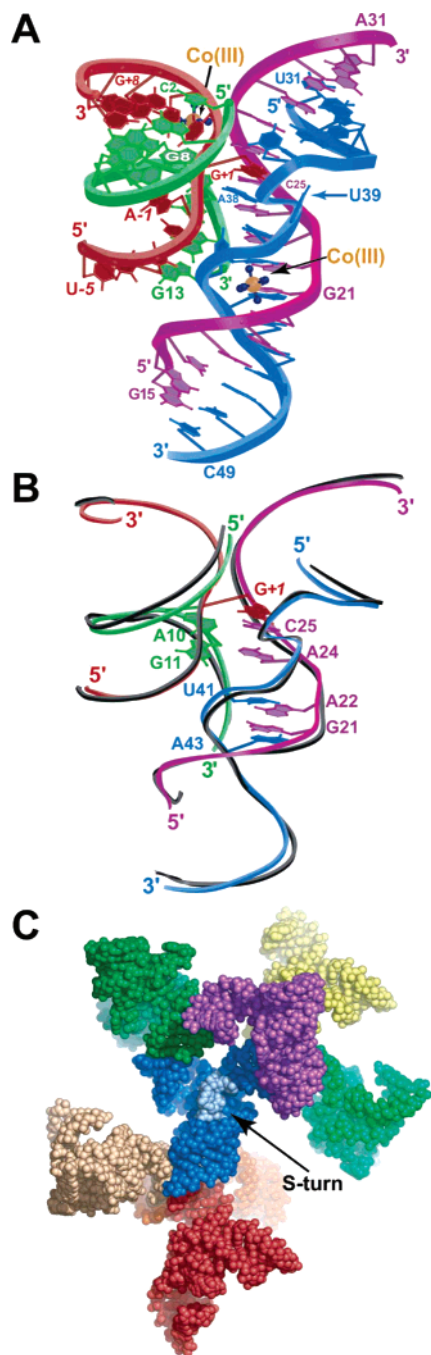 A
Co(III)
A31
3'
G+8
C2
5'
U31
3'
5'
G8
G+1
C25
A38
U39
A-1
5'
Co(III)
U-5
G13
3'
G21
5'
G15
3'
C49
B
3'
5'
3'
5'
G+1
A10
C25
G11
A24
5'
U41
A22
A43
G21
3'
5'
3'
C
S-turn